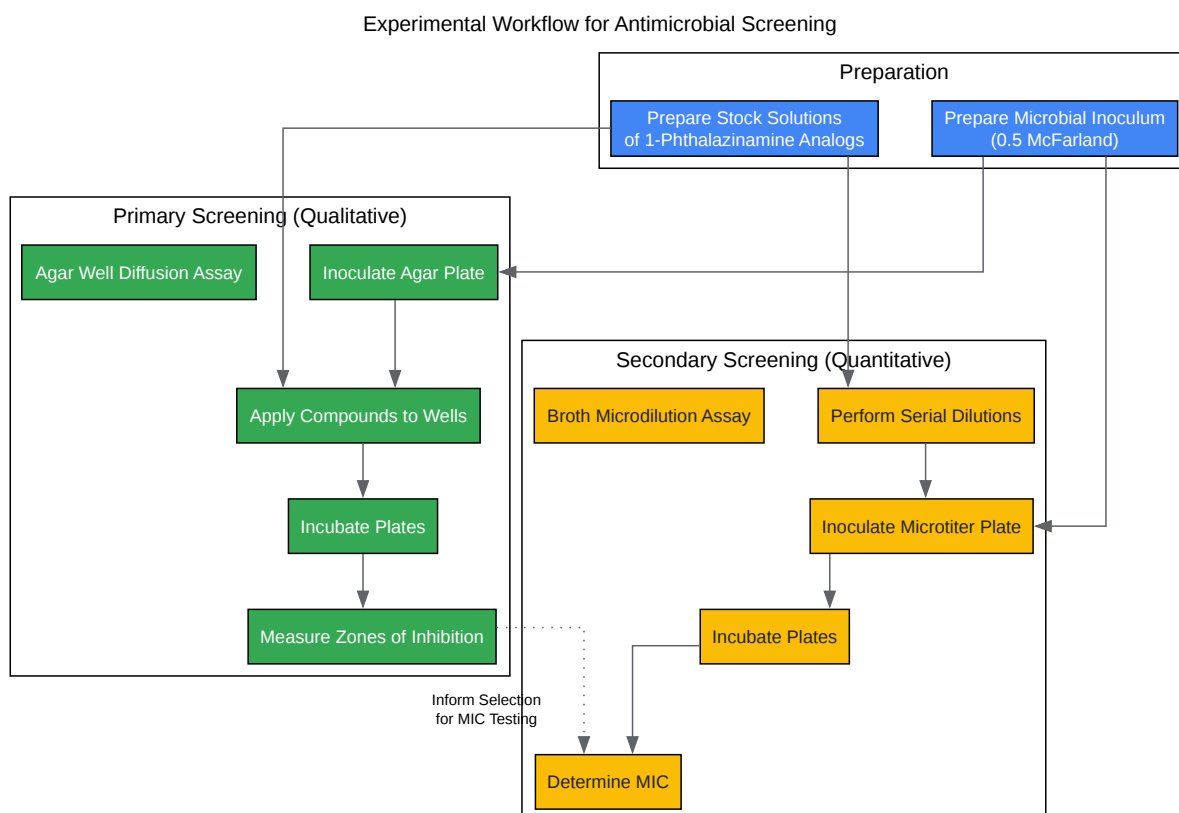 Experimental Workflow for Antimicrobial Screening
Preparation
Prepare Stock Solutions
of 1-Phthalazinamine Analogs
Prepare Microbial Inoculum
(0.5 McFarland)
Primary Screening (Qualitative)
Agar Well Diffusion Assay
Inoculate Agar Plate
Apply Compounds to Wells
Incubate Plates
Measure Zones of Inhibition
Inform Selection
for MIC Testing
Secondary Screening (Quantitative)
Broth Microdilution Assay
Perform Serial Dilutions
Inoculate Microtiter Plate
Incubate Plates
Determine MIC